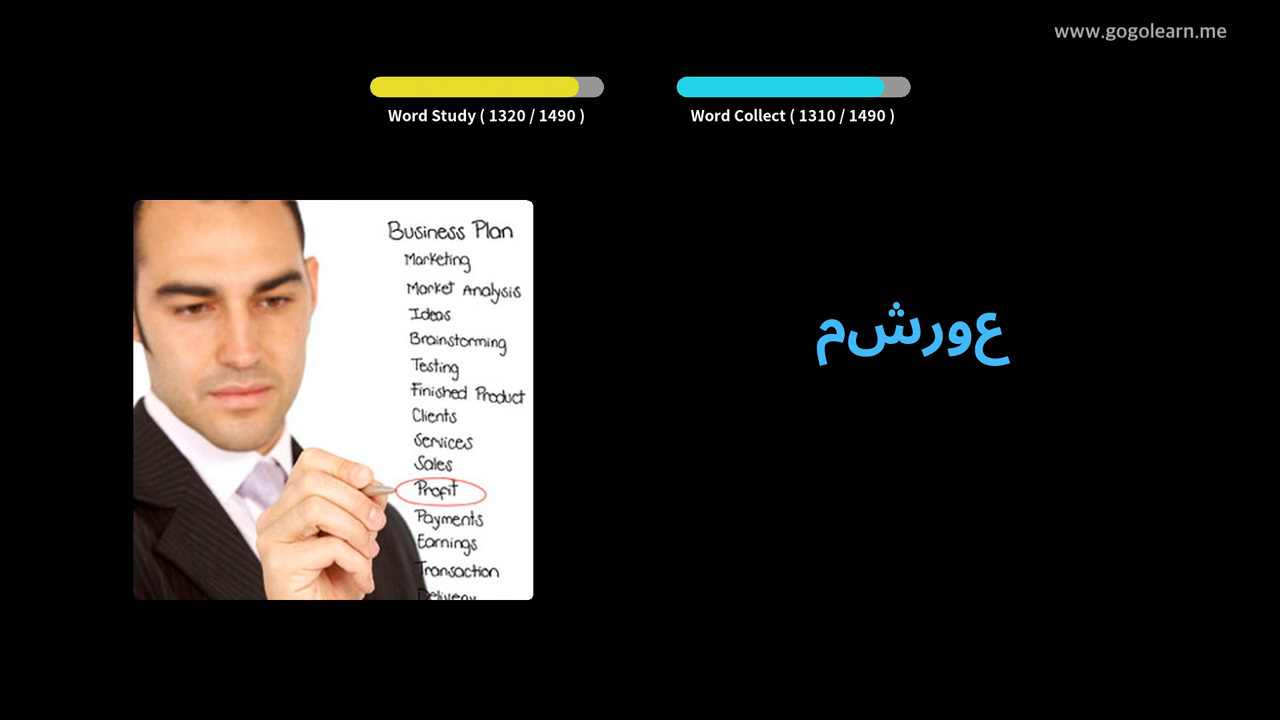 www.gogolearn.me
Word Study ( 1320 / 1490 )
Word Collect ( 1310 / 1490 )
Business Plan
Marketing
Market Analysis
Ideas
Brainstorming
Testing
Finished Product
Clients
Services
Sales
Profit
Payments
Earnings
Transaction
Delivery
مشروع